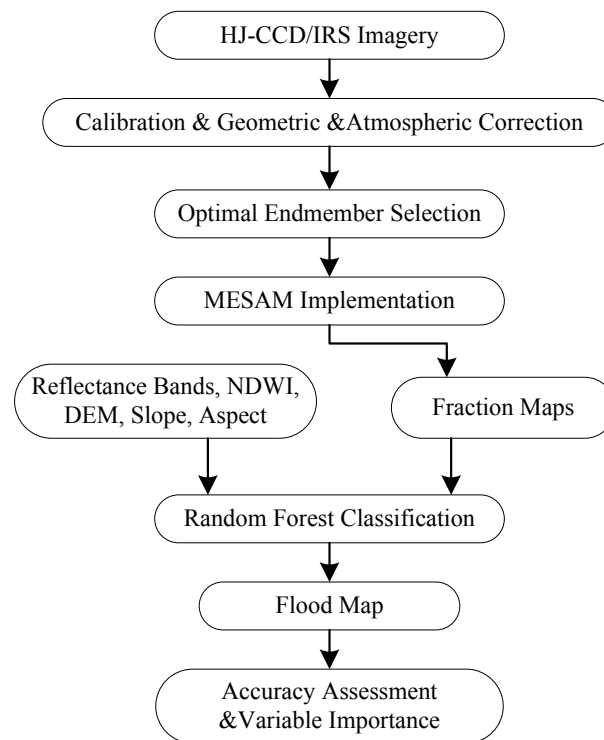 HJ-CCD/IRS Imagery
Calibration & Geometric &Atmospheric Correction
Optimal Endmember Selection
MESAM Implementation
Reflectance Bands, NDWI,
DEM, Slope, Aspect
Fraction Maps
Random Forest Classification
Flood Map
Accuracy Assessment
&Variable Importance